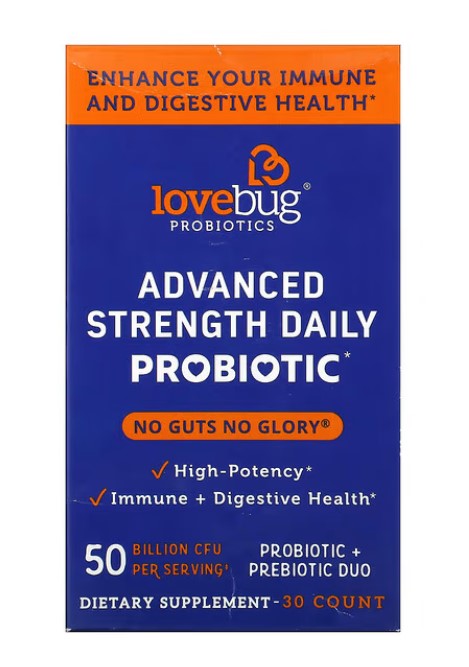 ENHANCE YOUR IMMUNE
AND DIGESTIVE HEALTH*
lovebug®
PROBIOTICS
ADVANCED
STRENGTH DAILY
PROBIOTIC*
NO GUTS NO GLORY®
✓ High-Potency*
✓ Immune + Digestive Health*
50 BILLION CFU
PER SERVING†
PROBIOTIC +
PREBIOTIC DUO
DIETARY SUPPLEMENT - 30 COUNT